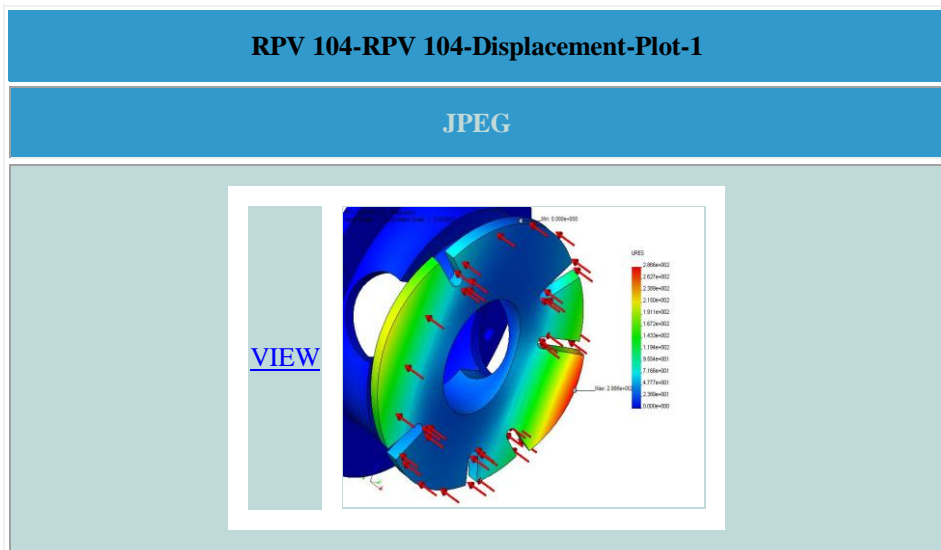 RPV 104-RPV 104-Displacement-Plot-1
JPEG
VIEW
Min: 0.000e+000
URES
2.866e+002
2.627e+002
2.389e+002
2.150e+002
1.911e+002
1.672e+002
1.433e+002
1.194e+002
9.554e+001
7.166e+001
4.777e+001
2.389e+001
0.000e+000
Max: 2.866e+002